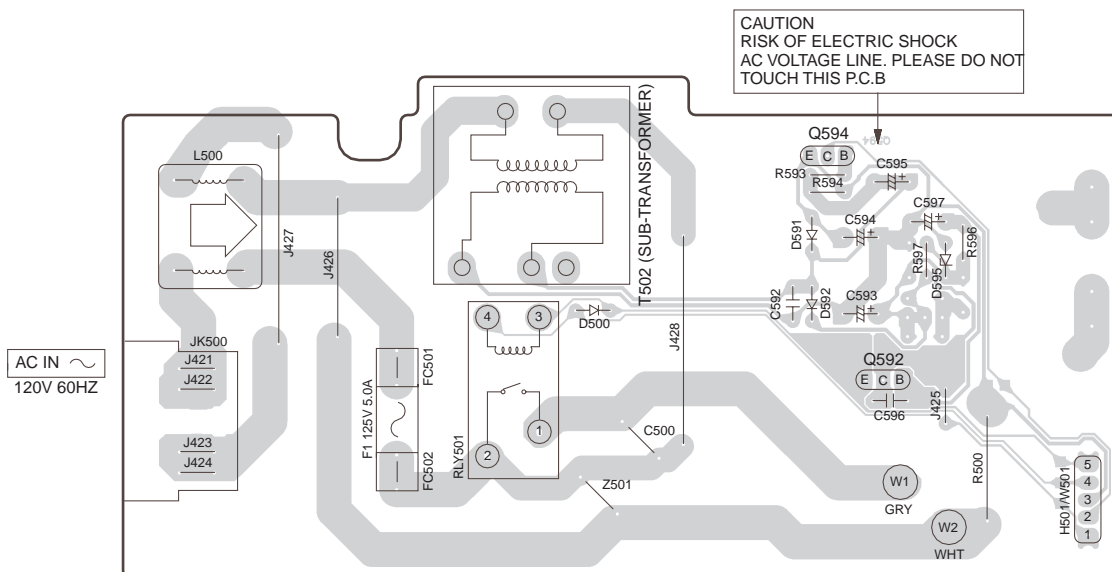 CAUTION
RISK OF ELECTRIC SHOCK
AC VOLTAGE LINE. PLEASE DO NOT
TOUCH THIS P.C.B
L500
J427
J426
T502 (SUB-TRANSFORMER)
Q594
Q594
E C B
R593
R594
C595
C597
D591
C594
R597
D595
R596
C592
D592
C593
AC IN
120V 60HZ
JK500
J421
J422
J423
J424
F1 125V 5.0A
FC501
FC502
RLY501
4
3
1
2
D500
J428
C500
Z501
Q592
E C B
C596
J425
R500
W1
GRY
W2
WHT
H501/W501
5
4
3
2
1